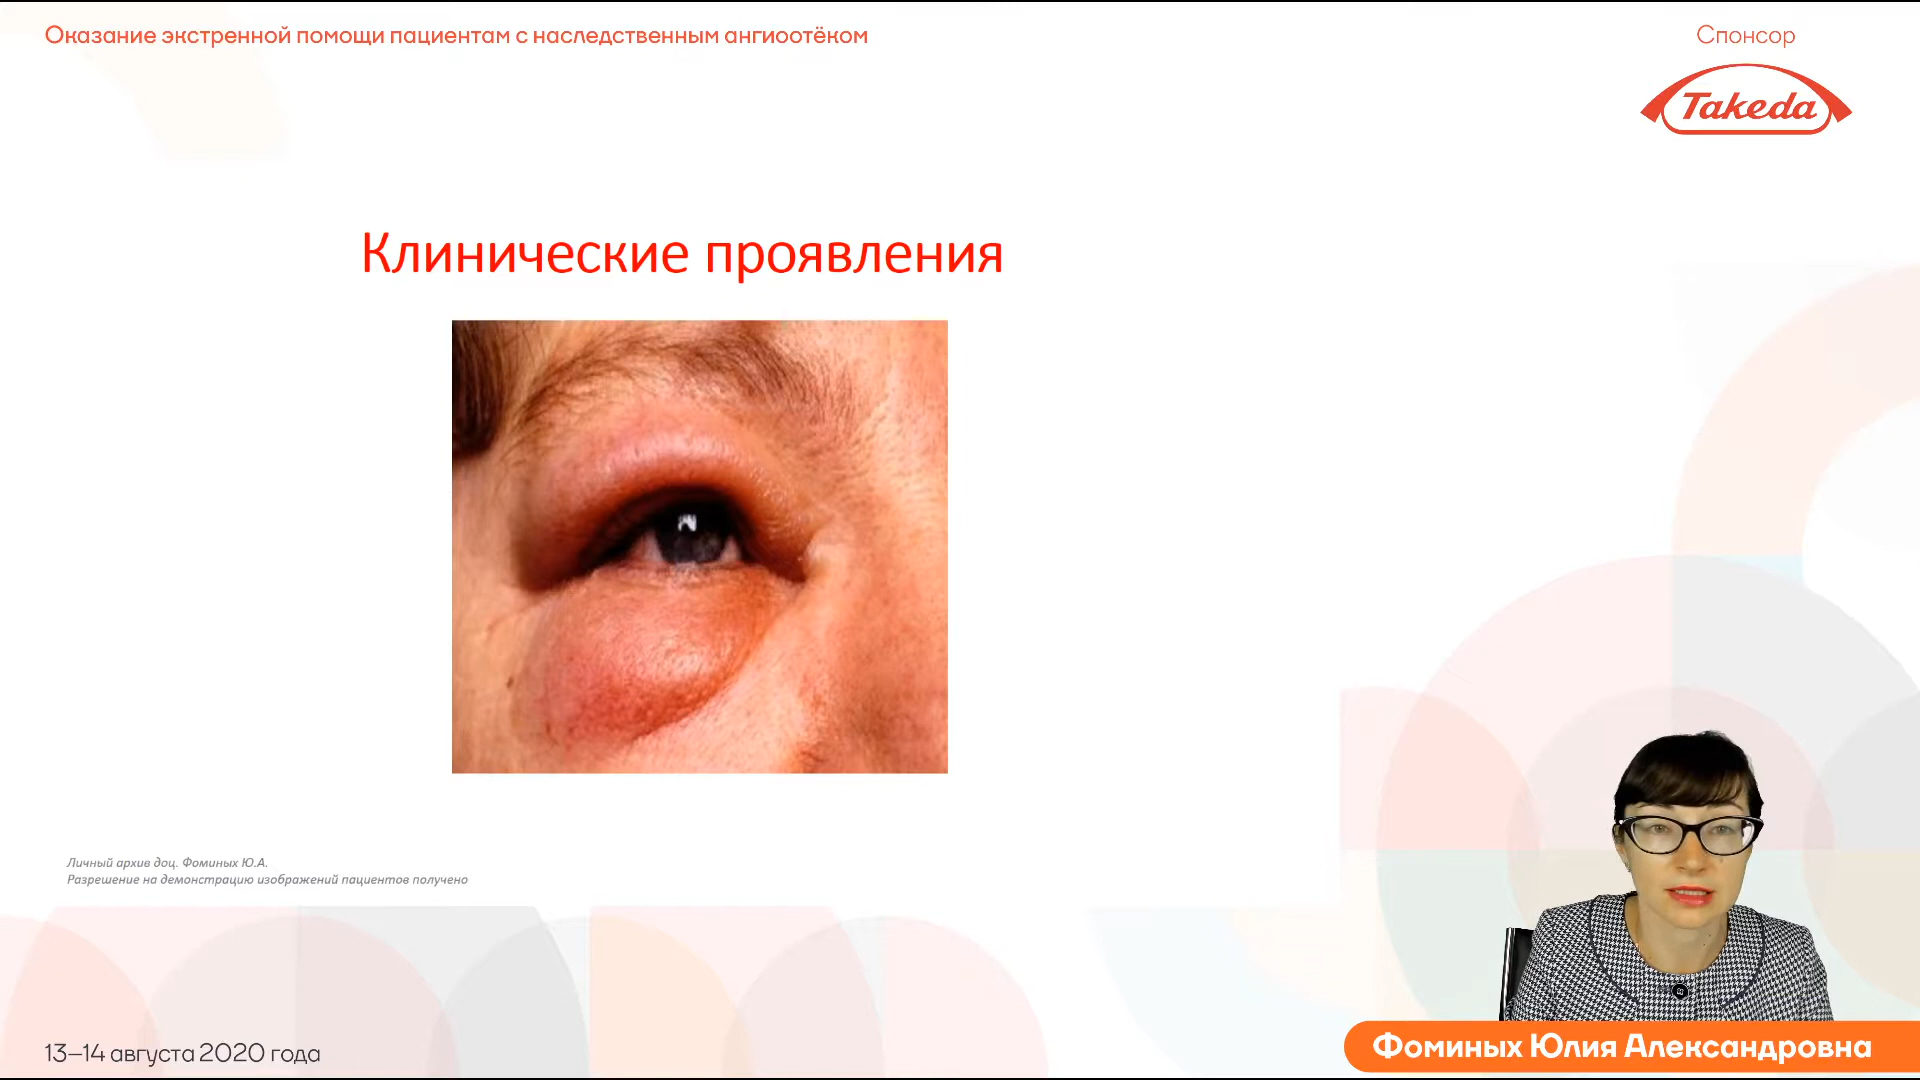 Оказание экстренной помощи пациентам с наследственным ангиоотёком
Спонсор
Takeda
Клинические проявления
Личный архив доц. Фоминых Ю.А.
Разрешение на демонстрацию изображений пациентов получено
13–14 августа 2020 года
Фоминых Юлия Александровна